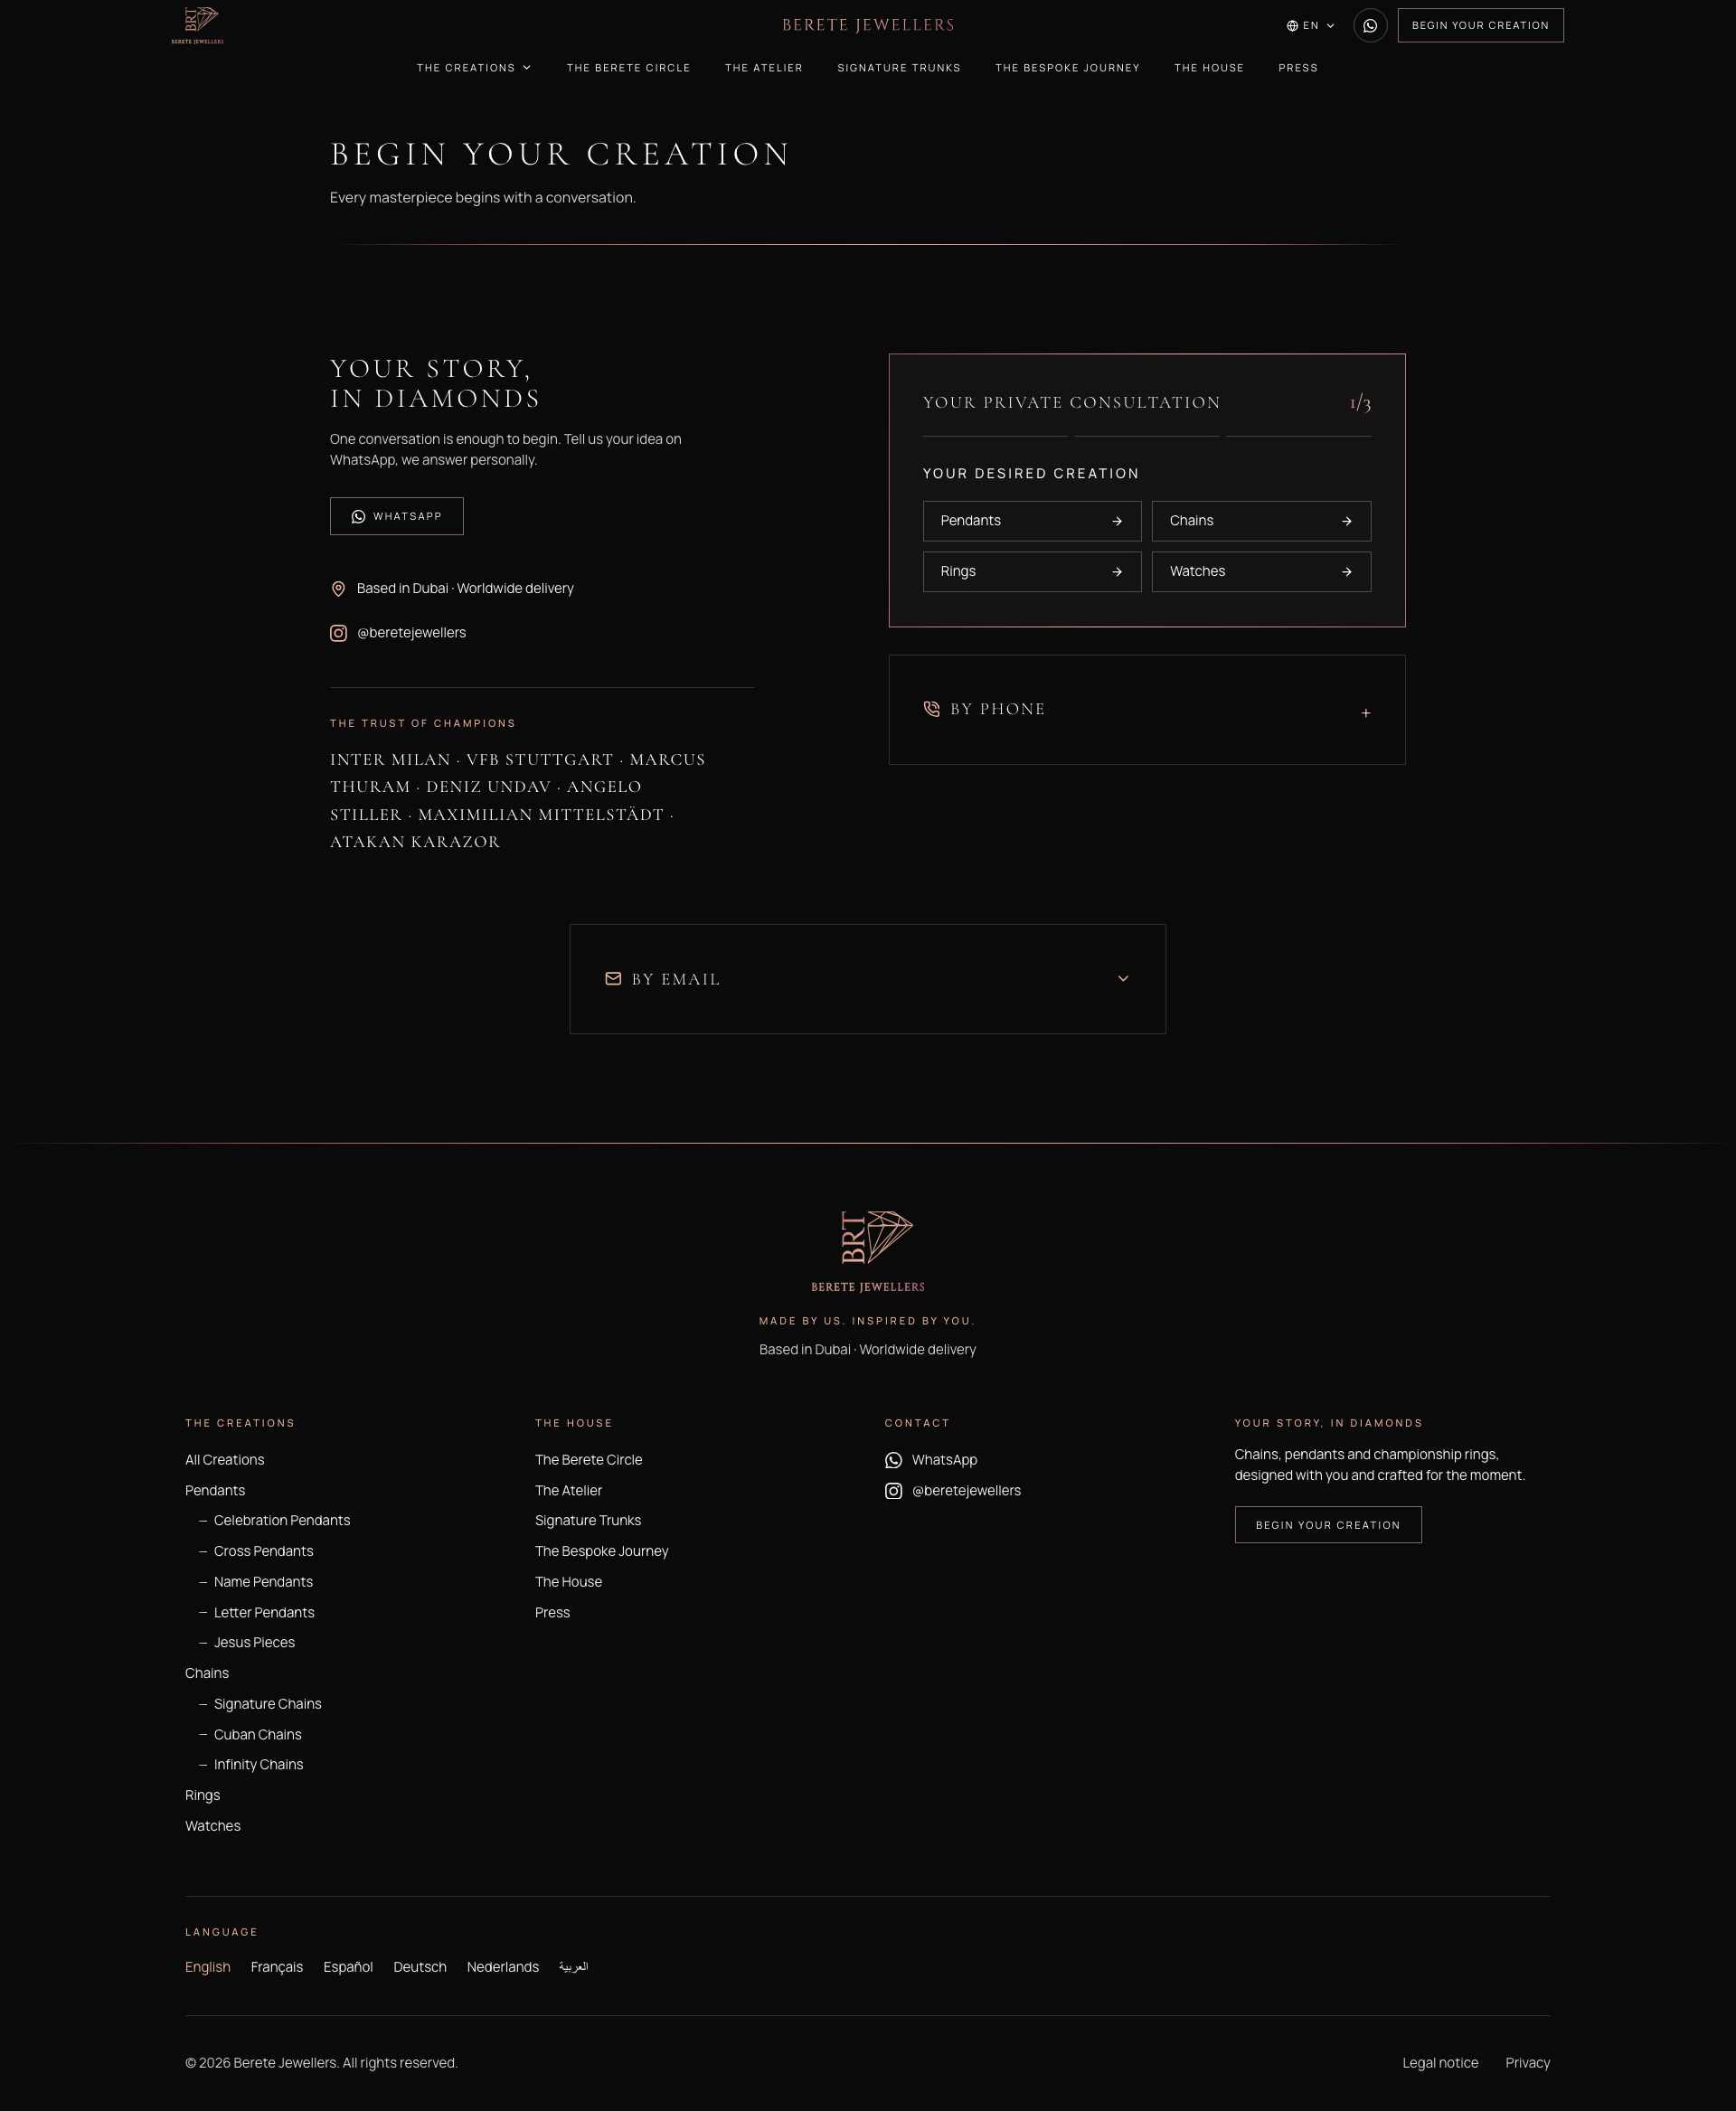 BRT
BERETE JEWELLERS
BERETE JEWELLERS
EN
BEGIN YOUR CREATION
THE CREATIONS
THE BERETE CIRCLE
THE ATELIER
SIGNATURE TRUNKS
THE BESPOKE JOURNEY
THE HOUSE
PRESS
BEGIN YOUR CREATION
Every masterpiece begins with a conversation.
YOUR STORY,
IN DIAMONDS
One conversation is enough to begin. Tell us your idea on
WhatsApp, we answer personally.
WHATSAPP
Based in Dubai · Worldwide delivery
@beretejewellers
THE TRUST OF CHAMPIONS
INTER MILAN · VFB STUTTGART · MARCUS
THURAM · DENIZ UNDAV · ANGELO
STILLER · MAXIMILIAN MITTELSTÄDT ·
ATAKAN KARAZOR
YOUR PRIVATE CONSULTATION
1/3
YOUR DESIRED CREATION
Pendants
Chains
Rings
Watches
BY PHONE
+
BY EMAIL
BRT
BERETE JEWELLERS
MADE BY US. INSPIRED BY YOU.
Based in Dubai · Worldwide delivery
THE CREATIONS
All Creations
Pendants
— Celebration Pendants
— Cross Pendants
— Name Pendants
— Letter Pendants
— Jesus Pieces
Chains
— Signature Chains
— Cuban Chains
— Infinity Chains
Rings
Watches
THE HOUSE
The Berete Circle
The Atelier
Signature Trunks
The Bespoke Journey
The House
Press
CONTACT
WhatsApp
@beretejewellers
YOUR STORY, IN DIAMONDS
Chains, pendants and championship rings,
designed with you and crafted for the moment.
BEGIN YOUR CREATION
LANGUAGE
English Français Español Deutsch Nederlands العربية
© 2026 Berete Jewellers. All rights reserved.
Legal notice
Privacy